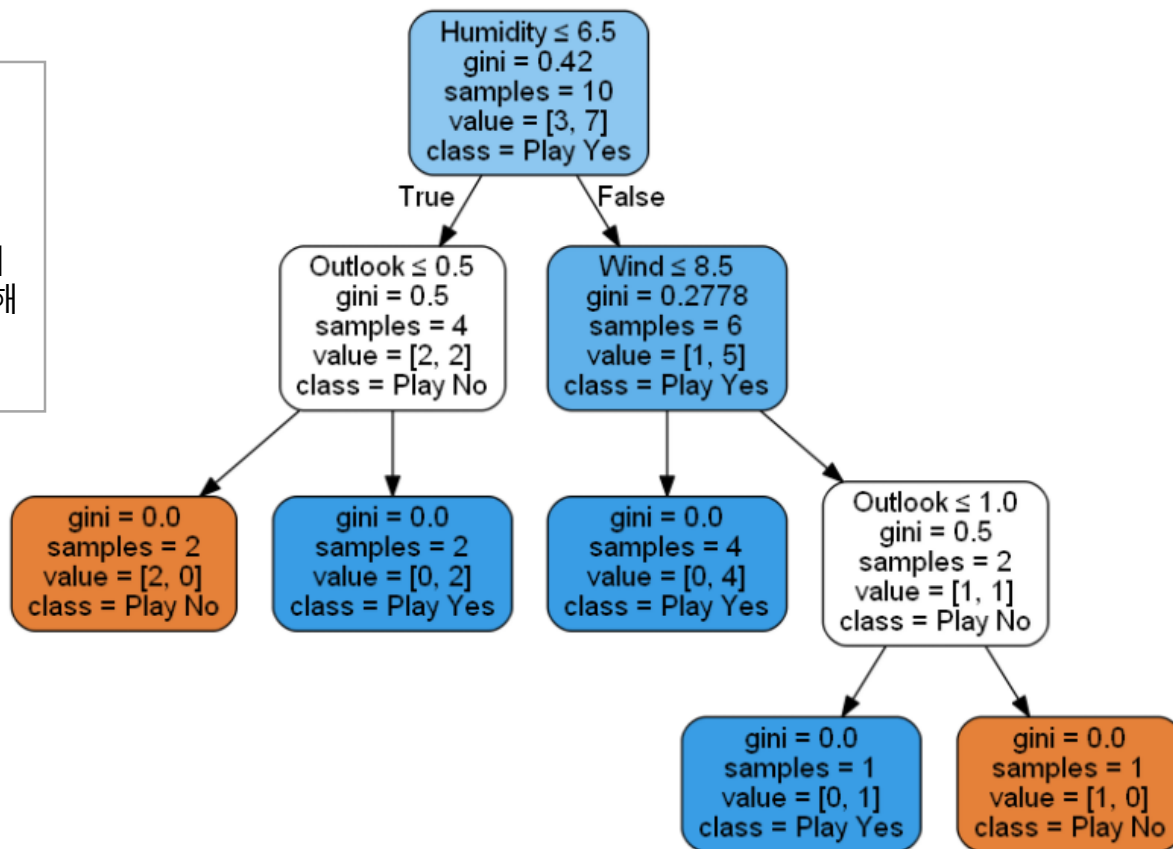 Humidity ≤ 6.5
gini = 0.42
samples = 10
value = [3, 7]
class = Play Yes
True
False
해
Outlook ≤ 0.5
gini = 0.5
samples = 4
value = [2, 2]
class = Play No
Wind ≤ 8.5
gini = 0.2778
samples = 6
value = [1, 5]
class = Play Yes
gini = 0.0
samples = 2
value = [2, 0]
class = Play No
gini = 0.0
samples = 2
value = [0, 2]
class = Play Yes
gini = 0.0
samples = 4
value = [0, 4]
class = Play Yes
Outlook ≤ 1.0
gini = 0.5
samples = 2
value = [1, 1]
class = Play No
gini = 0.0
samples = 1
value = [0, 1]
class = Play Yes
gini = 0.0
samples = 1
value = [1, 0]
class = Play No